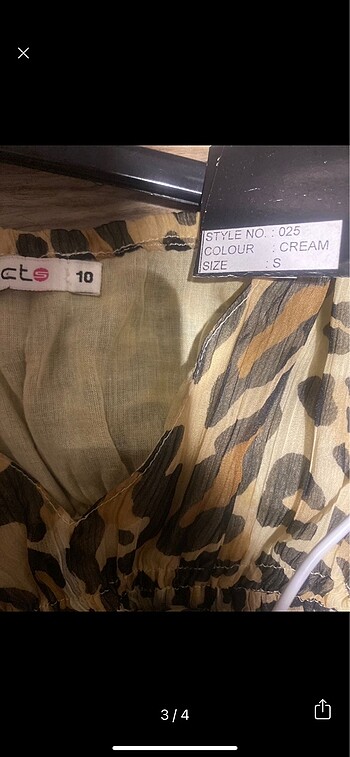 STYLE NO. : 025
COLOUR : CREAM
SIZE : S
cts 10
3 / 4